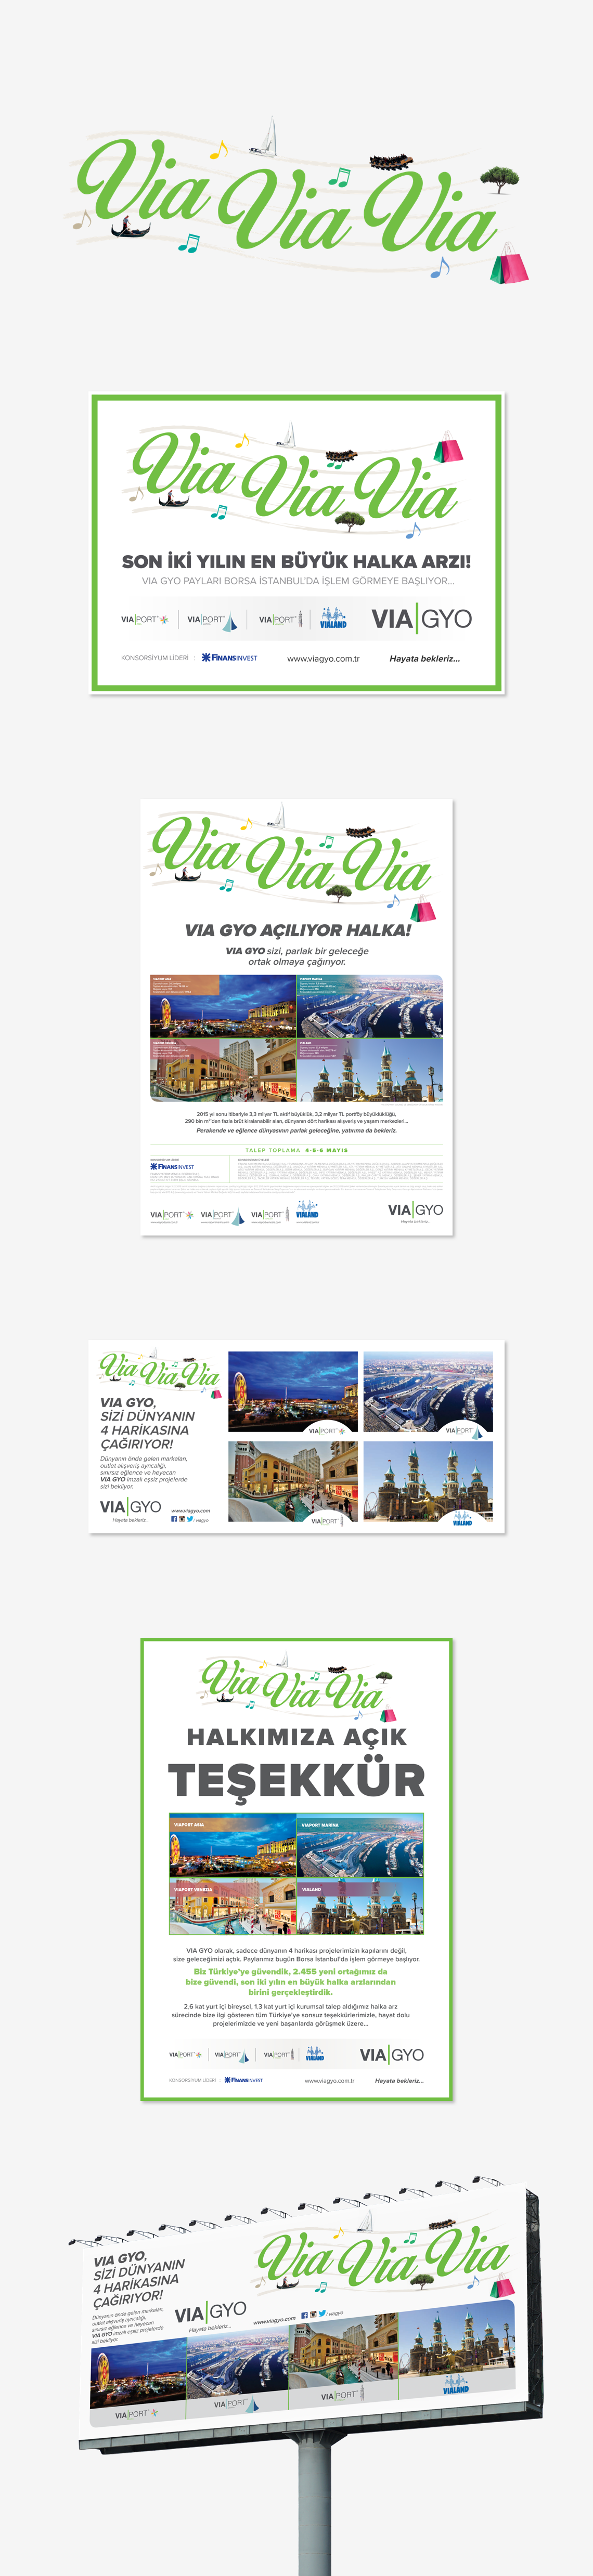 Via Via Via
Via Via Via
SON İKİ YILIN EN BÜYÜK HALKA ARZI!
VIA GYO PAYLARI BORSA İSTANBUL'DA İŞLEM GÖRMEYE BAŞLIYOR...
VIA|PORT VIA|PORT VIA|PORT VIALAND VIA|GYO
KONSORSİYUM LİDERİ : FİNANSINVEST www.viagyo.com.tr Hayata bekleriz...
Via Via Via
VIA GYO AÇILIYOR HALKA!
VIA GYO sizi, parlak bir geleceğe
ortak olmaya çağırıyor.
2015 yıl sonu itibariyle 3,3 milyar TL aktif büyüklük, 3,2 milyar TL portföy büyüklüğü,
290 bin m²'den fazla brüt kiralanabilir alan, dünyanın dört harikası alışveriş ve yaşam merkezleri...
Perakende ve eğlence dünyasının parlak geleceğine, yatırıma da bekleriz.
TALEP TOPLAMA 4-5-6 MAYIS
FİNANSINVEST
VIA|PORT VIA|PORT VIA|PORT VIALAND VIA|GYO
Hayata bekleriz...
Via Via Via
VIA GYO,
SİZİ DÜNYANIN
4 HARİKASINA
ÇAĞIRIYOR!
Dünyanın önde gelen markaları,
outlet alışveriş ayrıcalığı,
sınırsız eğlence ve heyecan
VIA GYO imzalı eşsiz projelerde
sizi bekliyor.
VIA|GYO
Hayata bekleriz...
www.viagyo.com
/ viagyo
VIA|PORT
VIA|PORT
VIA|PORT
VIALAND
Via Via Via
HALKIMIZA AÇIK
TEŞEKKÜR
VIAPORT ASIA
VIAPORT MARİNA
VIAPORT VENEZIA
VIALAND
VIA GYO olarak, sadece dünyanın 4 harikası projelerimizin kapılarını değil,
size geleceğimizi açtık. Paylarımız bugün Borsa İstanbul'da işlem görmeye başlıyor.
Biz Türkiye'ye güvendik, 2.455 yeni ortağımız da
bize güvendi, son iki yılın en büyük halka arzlarından
birini gerçekleştirdik.
2.6 kat yurt içi bireysel, 1.3 kat yurt içi kurumsal talep aldığımız halka arz
sürecinde bize ilgi gösteren tüm Türkiye'ye sonsuz teşekkürlerimizle, hayat dolu
projelerimizde ve yeni başarılarda görüşmek üzere...
VIA|PORT VIA|PORT VIA|PORT VIALAND VIA|GYO
KONSORSİYUM LİDERİ : FİNANSINVEST www.viagyo.com.tr Hayata bekleriz...
VIA GYO,
SİZİ DÜNYANIN
4 HARİKASINA
ÇAĞIRIYOR!
Dünyanın önde gelen markaları,
outlet alışveriş ayrıcalığı,
sınırsız eğlence ve heyecan
VIA GYO imzalı eşsiz projelerde
sizi bekliyor.
VIA|GYO
Hayata bekleriz...
www.viagyo.com
/ viagyo
Via Via Via
VIA|PORT
VIA|PORT
VIA|PORT
VIALAND